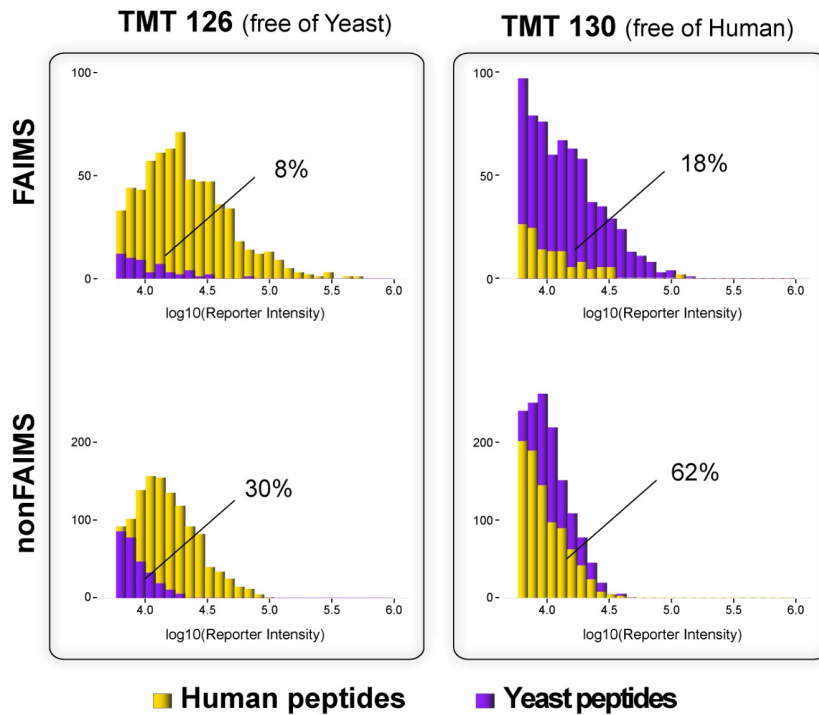 TMT 126 (free of Yeast)
TMT 130 (free of Human)
FAIMS
100
50
0
8%
4.0 4.5 5.0 5.5 6.0
log10(Reporter Intensity)
100
50
0
18%
4.0 4.5 5.0 5.5 6.0
log10(Reporter Intensity)
nonFAIMS
200
100
0
30%
4.0 4.5 5.0 5.5 6.0
log10(Reporter Intensity)
200
100
0
62%
4.0 4.5 5.0 5.5 6.0
log10(Reporter Intensity)
Human peptides
Yeast peptides